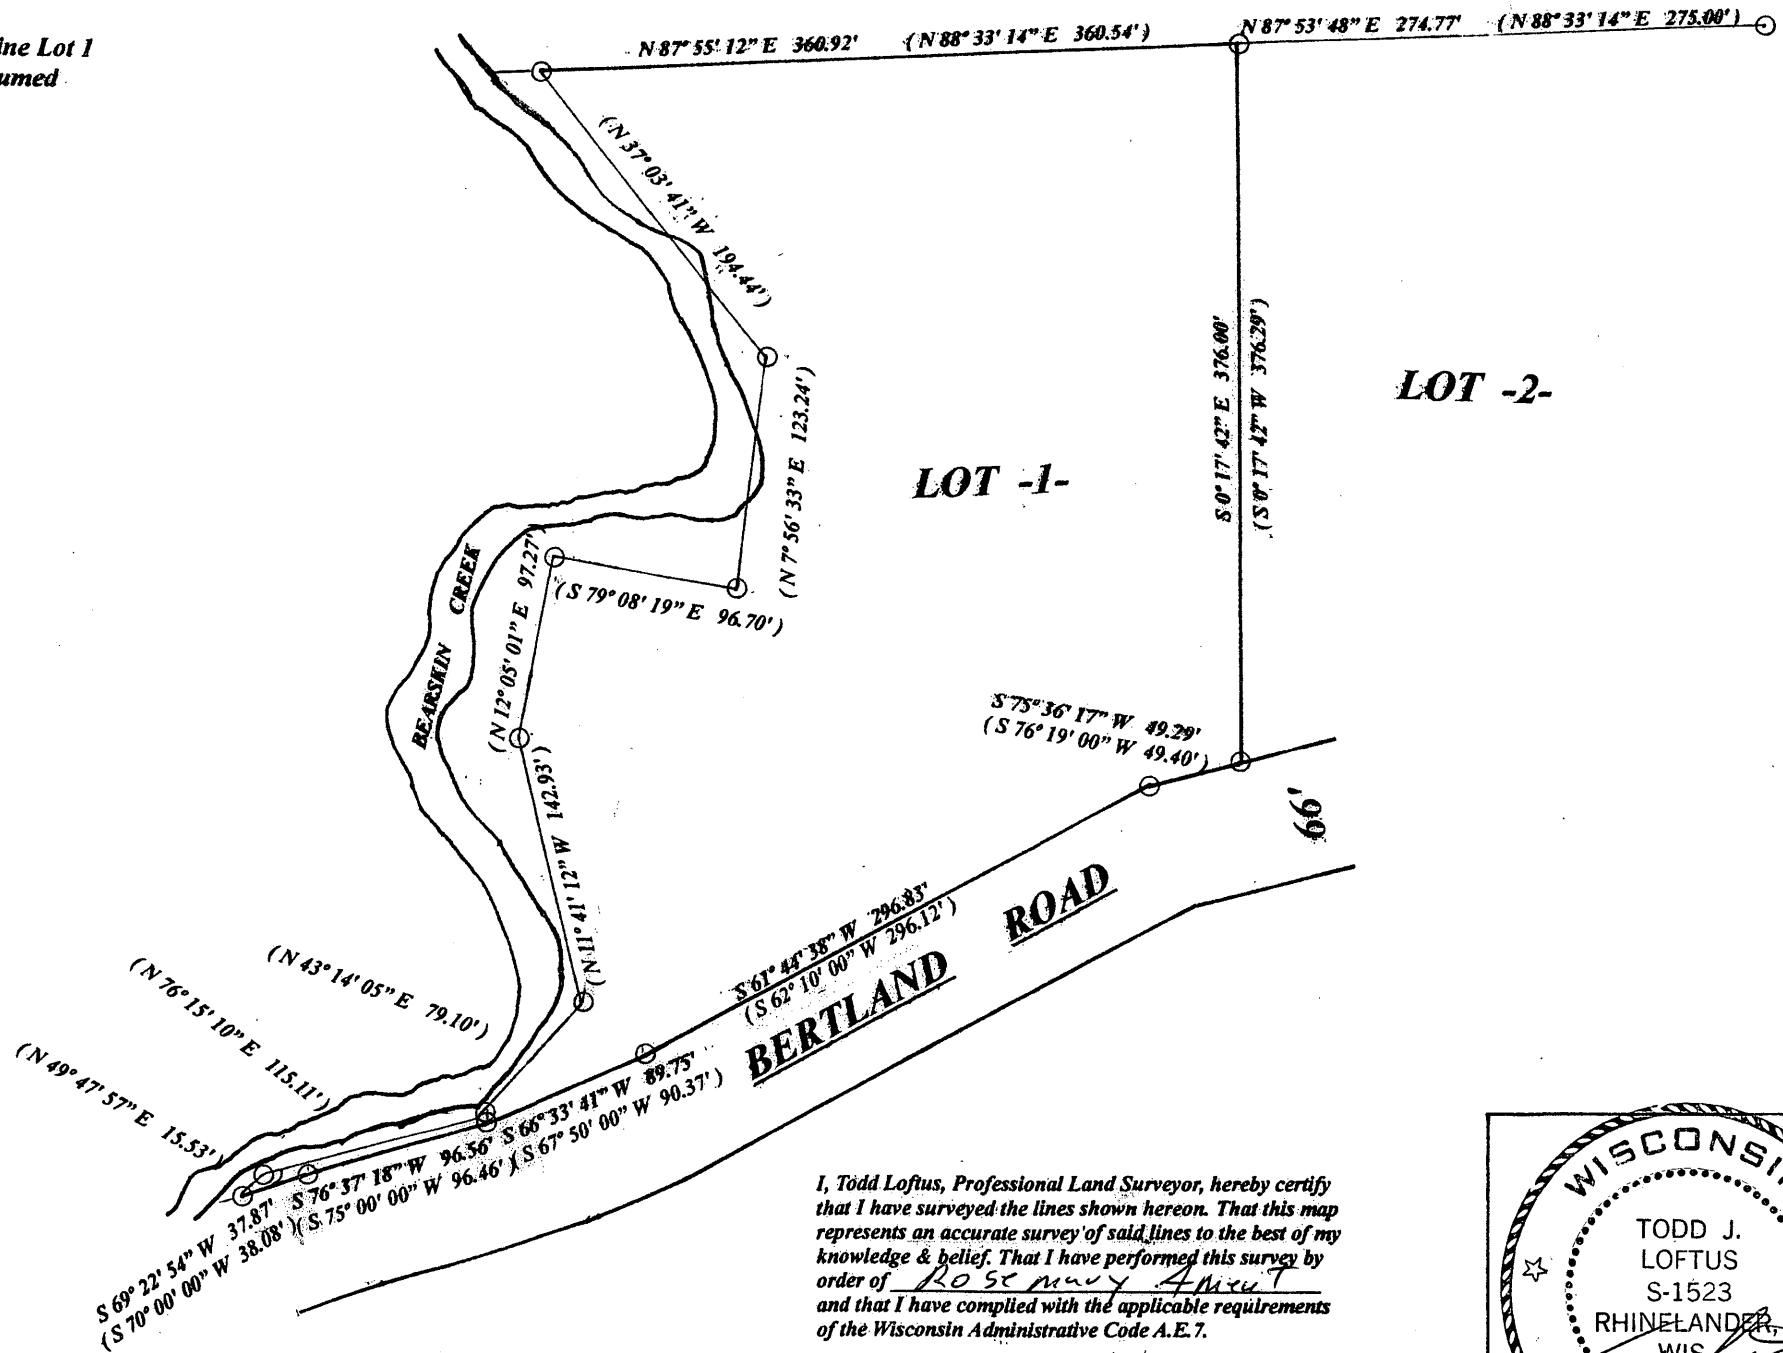 ine Lot 1
umed
N 87° 55' 12" E 360.92' (N 88° 33' 14" E 360.54')
N 87° 53' 48" E 274.77' (N 88° 33' 14" E 275.00')
(N 37° 03' 41" W 194.44')
(N 7° 56' 33" E 123.24')
S 0° 17' 42" E 376.00'
(S 0° 17' 42" W 376.29')
LOT -2-
LOT -1-
(S 79° 08' 19" E 96.70')
(N 12° 05' 01" E 97.27')
BEARSKIN CREEK
(N 11° 41' 12" W 142.93')
S 75° 36' 17" W 49.29'
(S 76° 19' 00" W 49.40')
66'
S 61° 44' 38" W 296.83'
(S 62° 10' 00" W 296.12')
BERTLAND ROAD
(N 43° 14' 05" E 79.10')
(N 76° 15' 10" E 115.11')
(N 49° 47' 57" E 15.53')
S 66° 33' 41" W 89.75'
(S 67° 50' 00" W 90.37')
S 76° 37' 18" W 96.56'
(S 75° 00' 00" W 96.46')
S 69° 22' 54" W 37.87'
(S 70° 00' 00" W 38.08')
I, Todd Loftus, Professional Land Surveyor, hereby certify
that I have surveyed the lines shown hereon. That this map
represents an accurate survey of said lines to the best of my
knowledge & belief. That I have performed this survey by
order of Rosemary
and that I have complied with the applicable requirements
of the Wisconsin Administrative Code A.E.7.
WISCONSI
TODD J.
LOFTUS
S-1523
RHINELANDER,
WIS